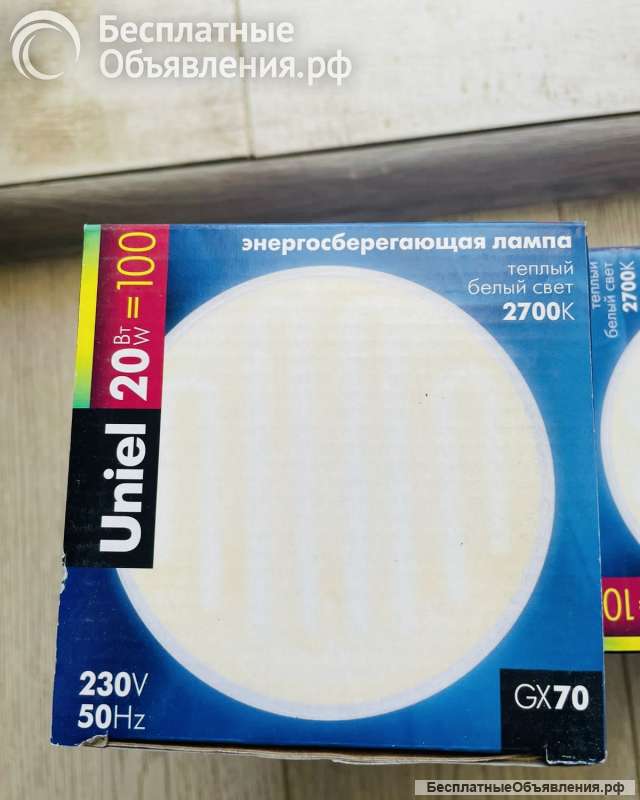 Бесплатные
Объявления.рф
энергосберегающая лампа
теплый
белый свет
2700K
Uniel 20 Вт W = 100
230V
50Hz
GX70
теплый
белый свет
2700K
= 10
БесплатныеОбъявления.рф